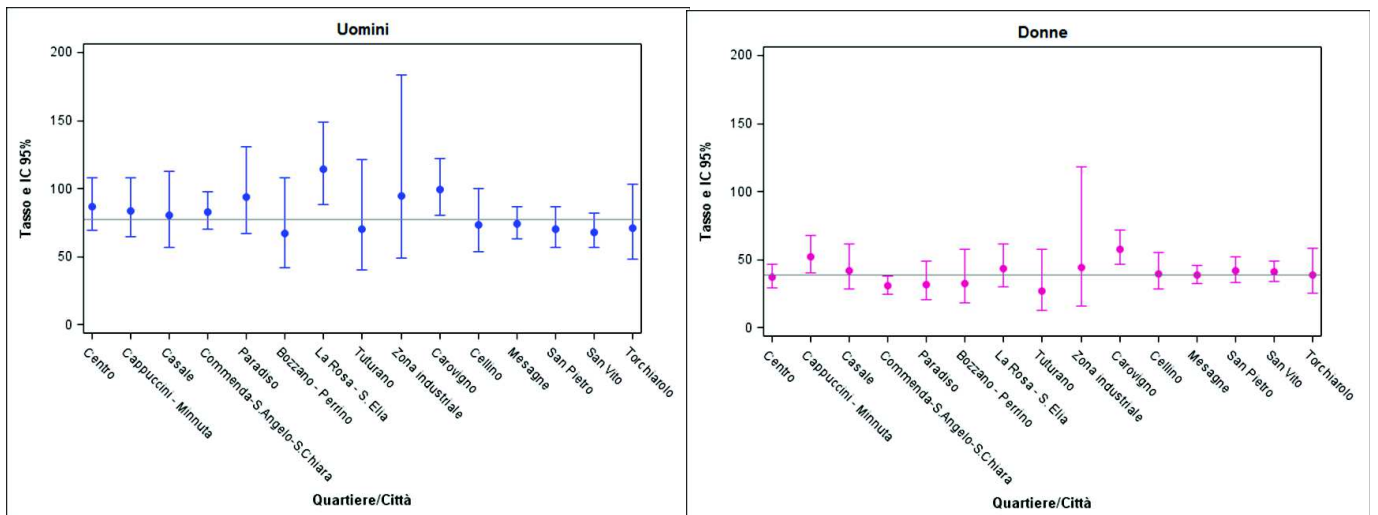 Uomini
200
150
100
50
0
Tasso e IC 95%
Centro
Cappuccini - Minnuta
Casale
Commenda-S.Angelo-S.Chiara
Paradiso
Bozzano - Perrino
La Rosa - S. Elia
Tuturano
Zona industriale
Carovigno
Cellino
Mesagne
San Pietro
San Vito
Torchiarolo
Quartiere/Città
Donne
200
150
100
50
0
Tasso e IC 95%
Centro
Cappuccini - Minnuta
Casale
Commenda-S.Angelo-S.Chiara
Paradiso
Bozzano - Perrino
La Rosa - S. Elia
Tuturano
Zona industriale
Carovigno
Cellino
Mesagne
San Pietro
San Vito
Torchiarolo
Quartiere/Città